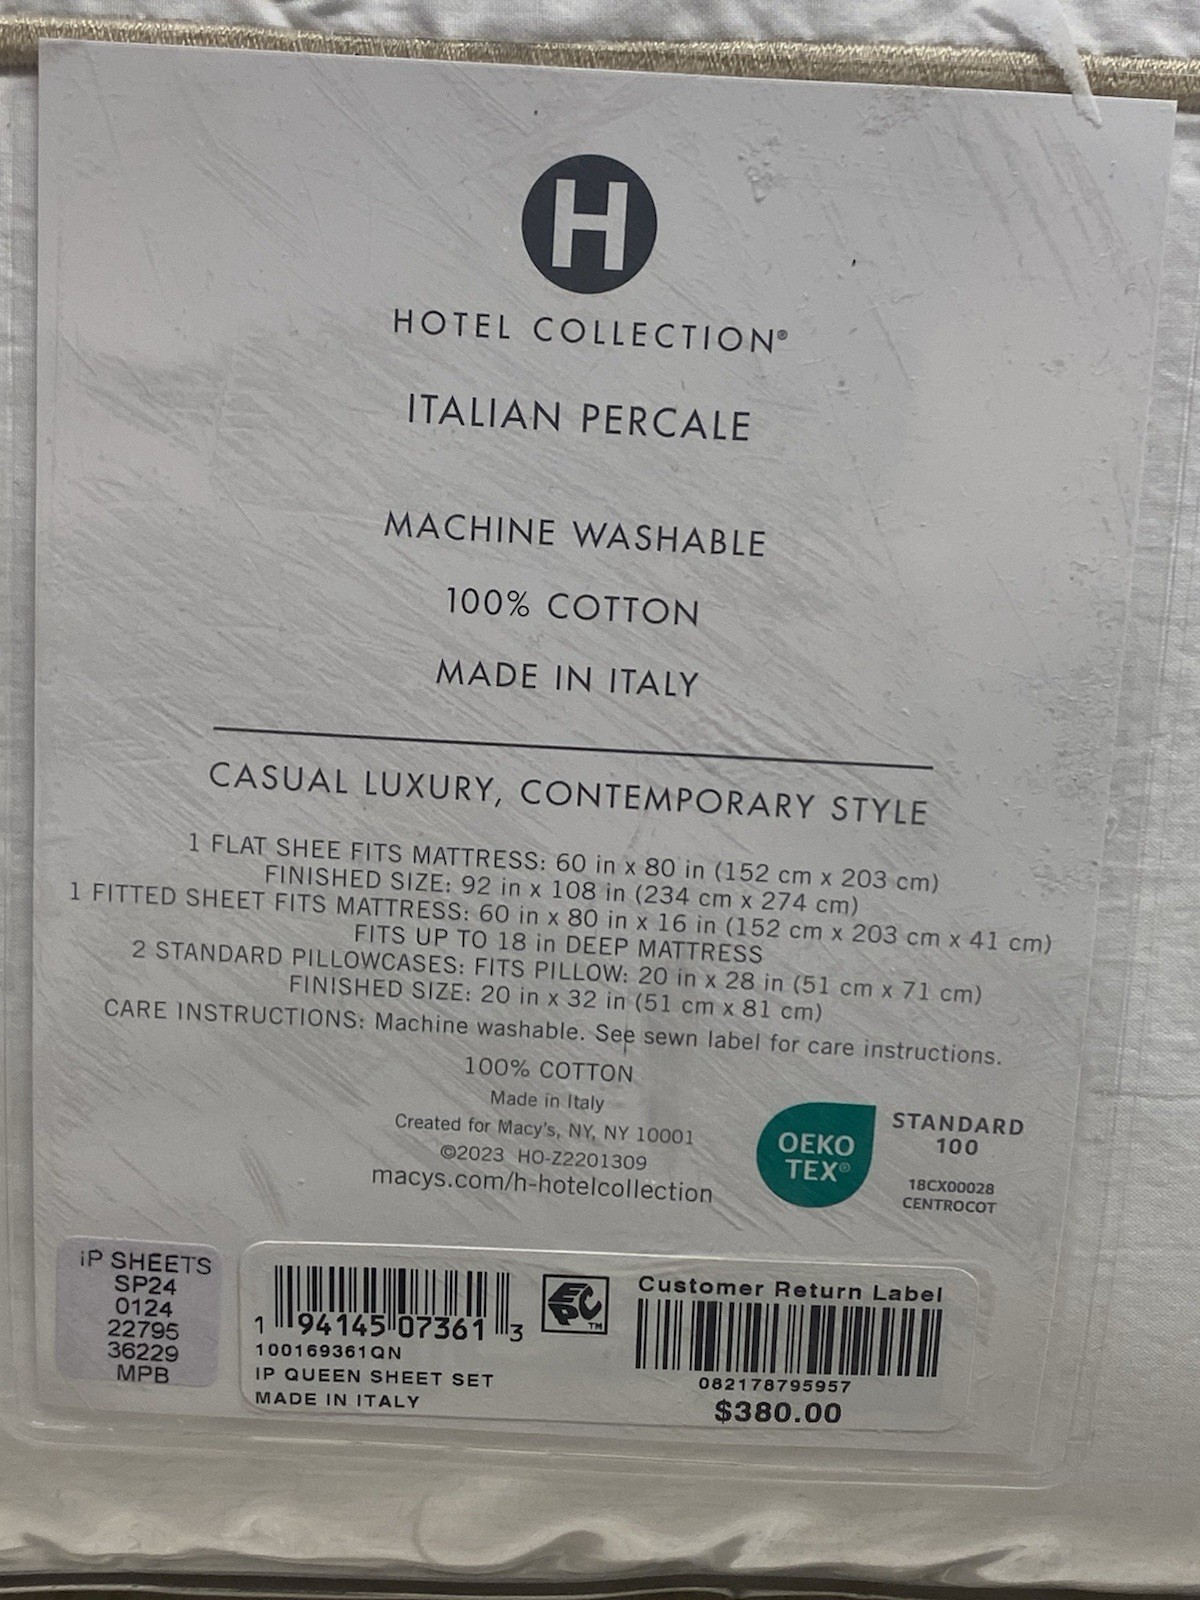 H
HOTEL COLLECTION®
ITALIAN PERCALE
MACHINE WASHABLE
100% COTTON
MADE IN ITALY
CASUAL LUXURY, CONTEMPORARY STYLE
1 FLAT SHEE FITS MATTRESS: 60 in x 80 in (152 cm x 203 cm)
FINISHED SIZE: 92 in x 108 in (234 cm x 274 cm)
1 FITTED SHEET FITS MATTRESS: 60 in x 80 in x 16 in (152 cm x 203 cm x 41 cm)
FITS UP TO 18 in DEEP MATTRESS
2 STANDARD PILLOWCASES: FITS PILLOW: 20 in x 28 in (51 cm x 71 cm)
FINISHED SIZE: 20 in x 32 in (51 cm x 81 cm)
CARE INSTRUCTIONS: Machine washable. See sewn label for care instructions.
100% COTTON
Made in Italy
Created for Macy's, NY, NY 10001
©2023 HO-Z2201309
macys.com/h-hotelcollection
OEKO
TEX®
STANDARD
100
18CX00028
CENTROCOT
iP SHEETS
SP24
0124
22795
36229
MPB
1 94145 07361 3
100169361QN
IP QUEEN SHEET SET
MADE IN ITALY
EPC™
Customer Return Label
082178795957
$380.00